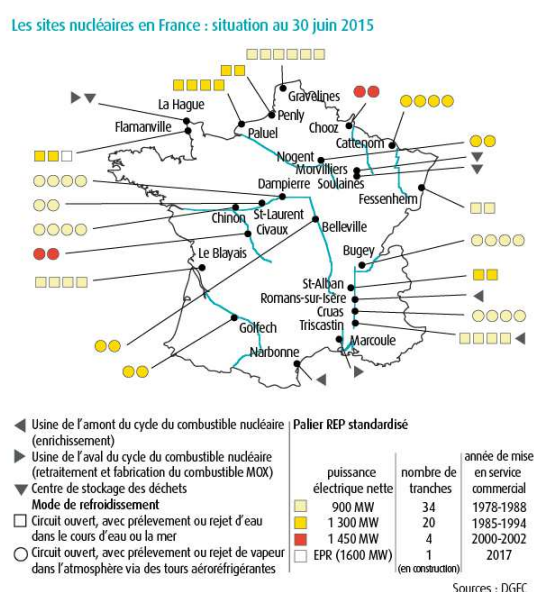 Les sites nucléaires en France : situation au 30 juin 2015
La Hague
Flamanville
Gravelines
Penly
Paluel
Chooz
Cattenom
Nogent
Morvilliers
Soulaines
Dampierre
Fessenheim
St-Laurent
Chinon
Belleville
Civaux
Bugey
Le Blayais
St-Alban
Romans-sur-Isère
Cruas
Triscastin
Golfech
Marcoule
Narbonne
Usine de l'amont du cycle du combustible nucléaire
(enrichissement)
Usine de l'aval du cycle du combustible nucléaire
(retraitement et fabrication du combustible MOX)
Centre de stockage des déchets
Mode de refroidissement
Circuit ouvert, avec prélevement ou rejet d'eau
dans le cours d'eau ou la mer
Circuit ouvert, avec prélevement ou rejet de vapeur
dans l'atmosphère via des tours aéroréfrigérantes
Palier REP standardisé
puissance
électrique nette
nombre de
tranches
année de mise
en service
commercial
900 MW 34 1978-1988
1 300 MW 20 1985-1994
1 450 MW 4 2000-2002
EPR (1600 MW) 1 2017
(en construction)
Sources : DGEC